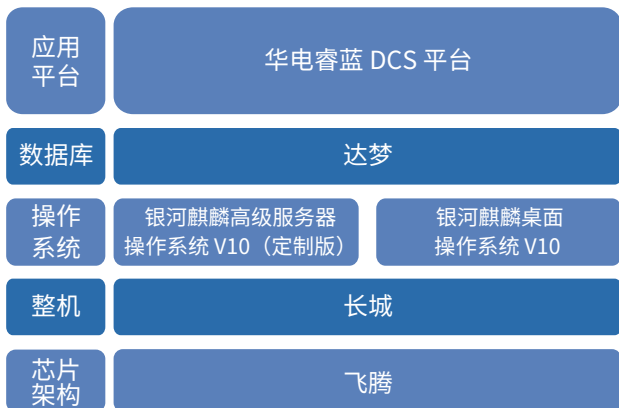 应用
平台
华电睿蓝 DCS 平台
数据库
达梦
操作
系统
银河麒麟高级服务器
操作系统 V10（定制版）
银河麒麟桌面
操作系统 V10
整机
长城
芯片
架构
飞腾